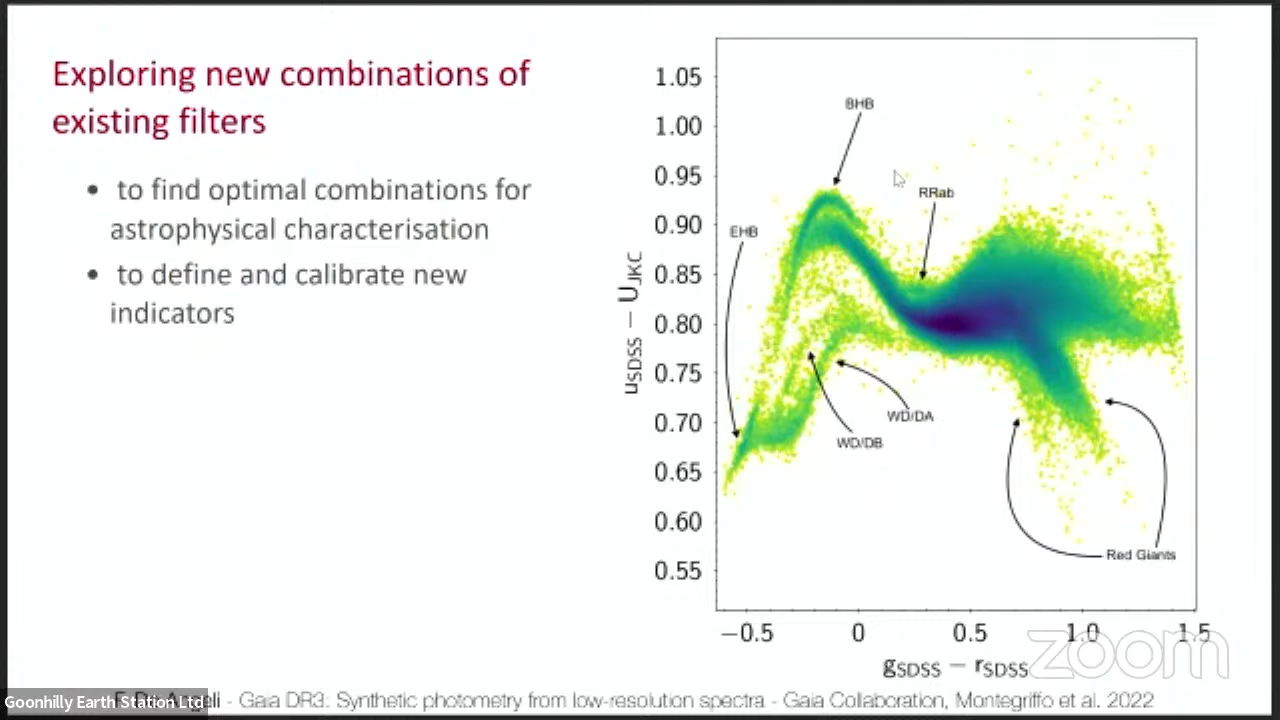 Exploring new combinations of
existing filters
• to find optimal combinations for
astrophysical characterisation
• to define and calibrate new
indicators
1.05
1.00
0.95
0.90
0.85
0.80
0.75
0.70
0.65
0.60
0.55
uSDSS − UJKC
BHB
RRab
EHB
WD/DA
WD/DB
Red Giants
−0.5 0 0.5 1.0 1.5
gSDSS − rSDSS
zoom
Goonhilly Earth Station Ltd
- Gaia DR3: Synthetic photometry from low-resolution spectra - Gaia Collaboration, Montegriffo et al. 2022